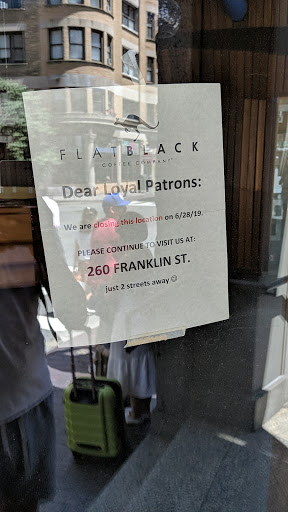 FLATBLACK
COFFEE COMPANY
Dear Loyal Patrons:
We are closing this location on 6/28/19.
PLEASE CONTINUE TO VISIT US AT:
260 FRANKLIN ST.
just 2 streets away ☺